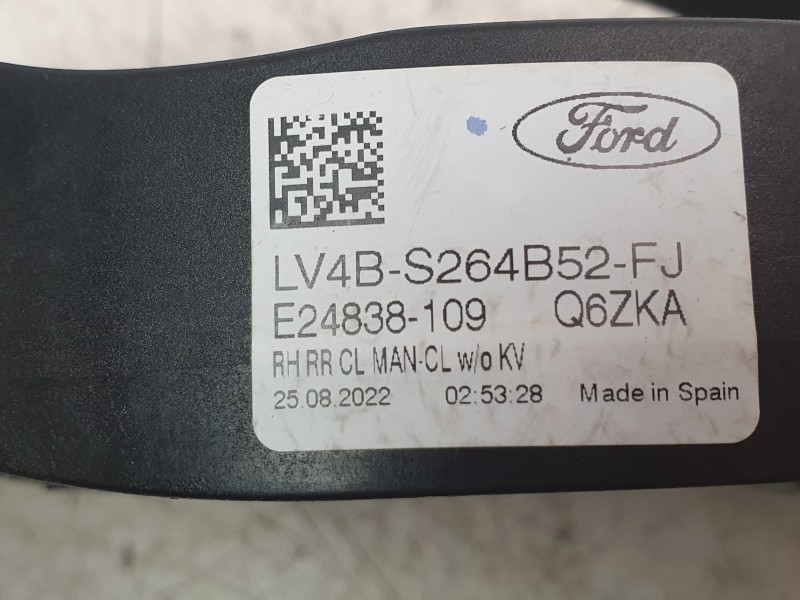 Ford
LV4B-S264B52-FJ
E24838-109 Q6ZKA
RH RR CL MAN-CL w/o KV
25.08.2022 02:53:28 Made in Spain